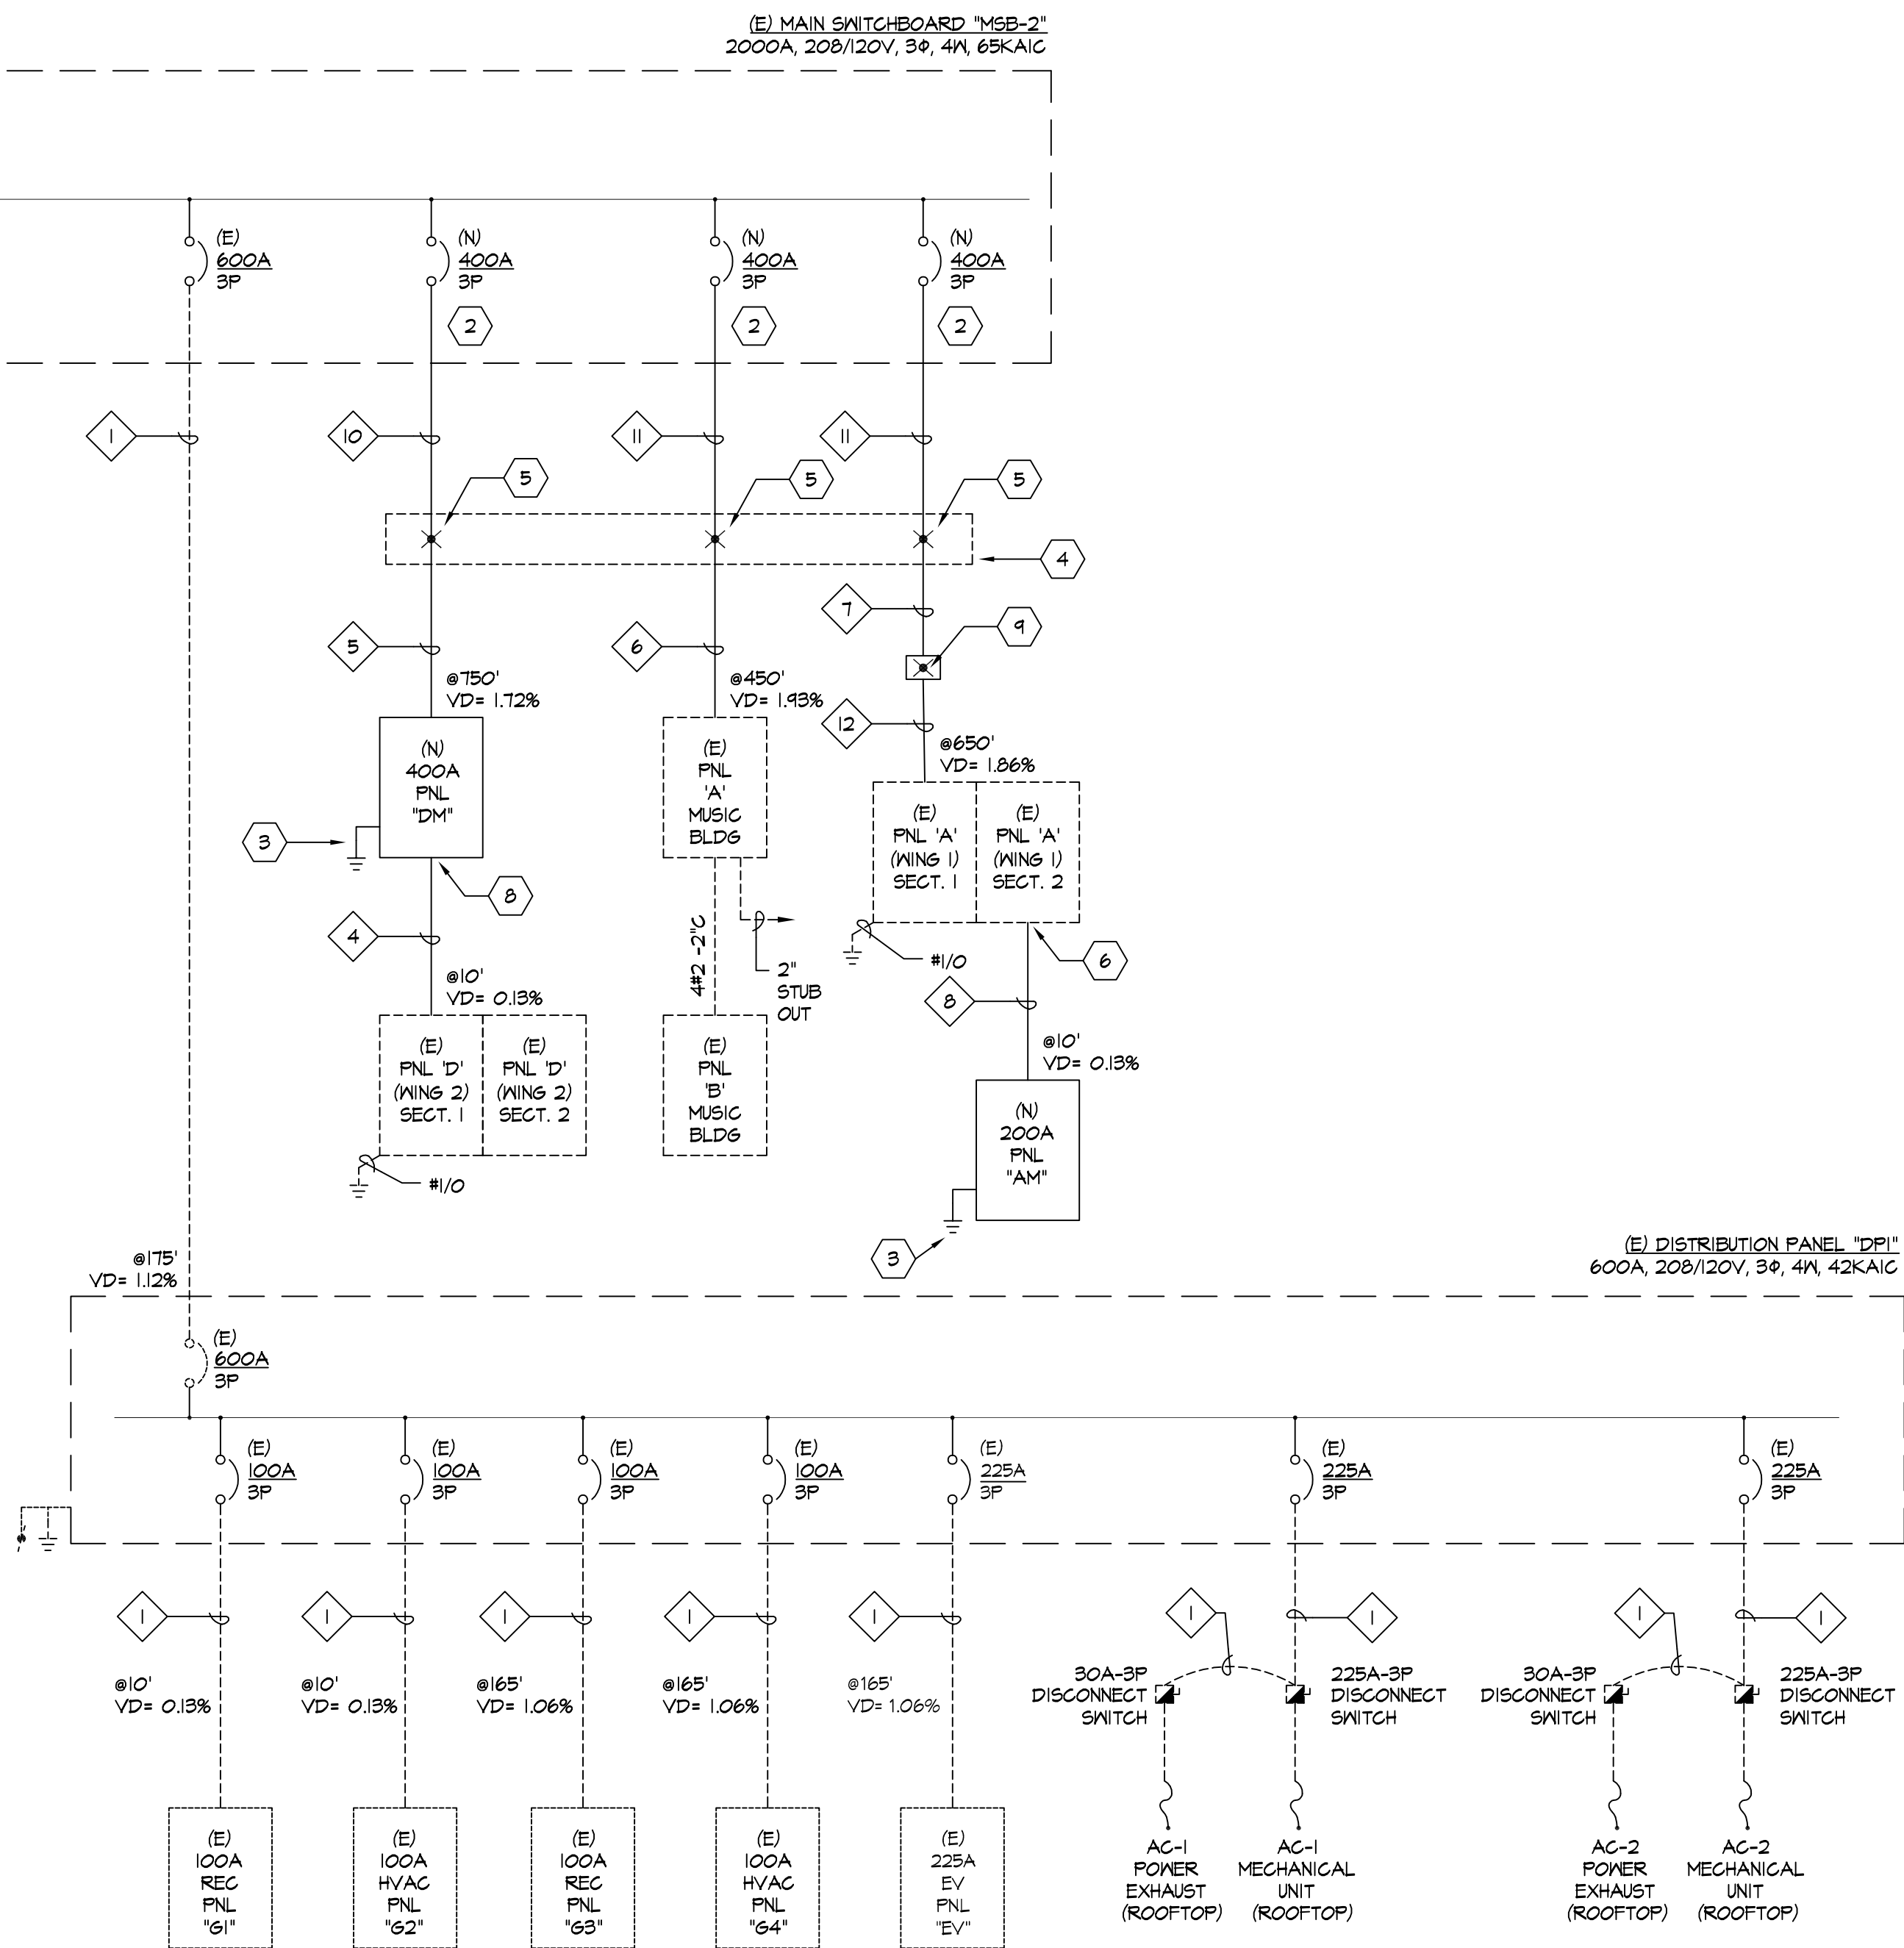 (E) MAIN SWITCHBOARD "MSB-2"
2000A, 208/120V, 3Φ, 4W, 65KAIC
(E)
600A
3P
(N)
400A
3P
(N)
400A
3P
(N)
400A
3P
2
2
2
1
10
11
11
5
5
5
4
7
9
5
6
@750'
VD= 1.72%
@450'
VD= 1.93%
12
@650'
VD= 1.86%
(N)
400A
PNL
"DM"
(E)
PNL
'A'
MUSIC
BLDG
(E)
PNL 'A'
(WING 1)
SECT. 1
(E)
PNL 'A'
(WING 1)
SECT. 2
3
8
4
4#2 -2"C
2"
STUB
OUT
#1/0
6
8
@10'
VD= 0.13%
@10'
VD= 0.13%
(E)
PNL 'D'
(WING 2)
SECT. 1
(E)
PNL 'D'
(WING 2)
SECT. 2
(E)
PNL
'B'
MUSIC
BLDG
(N)
200A
PNL
"AM"
#1/0
3
@175'
VD= 1.12%
(E) DISTRIBUTION PANEL "DP1"
600A, 208/120V, 3Φ, 4W, 42KAIC
(E)
600A
3P
(E)
100A
3P
(E)
100A
3P
(E)
100A
3P
(E)
100A
3P
(E)
225A
3P
(E)
225A
3P
(E)
225A
3P
1
1
1
1
1
1
1
1
1
@10'
VD= 0.13%
@10'
VD= 0.13%
@165'
VD= 1.06%
@165'
VD= 1.06%
@165'
VD= 1.06%
30A-3P
DISCONNECT
SWITCH
225A-3P
DISCONNECT
SWITCH
30A-3P
DISCONNECT
SWITCH
225A-3P
DISCONNECT
SWITCH
(E)
100A
REC
PNL
"G1"
(E)
100A
HVAC
PNL
"G2"
(E)
100A
REC
PNL
"G3"
(E)
100A
HVAC
PNL
"G4"
(E)
225A
EV
PNL
"EV"
AC-1
POWER
EXHAUST
(ROOFTOP)
AC-1
MECHANICAL
UNIT
(ROOFTOP)
AC-2
POWER
EXHAUST
(ROOFTOP)
AC-2
MECHANICAL
UNIT
(ROOFTOP)